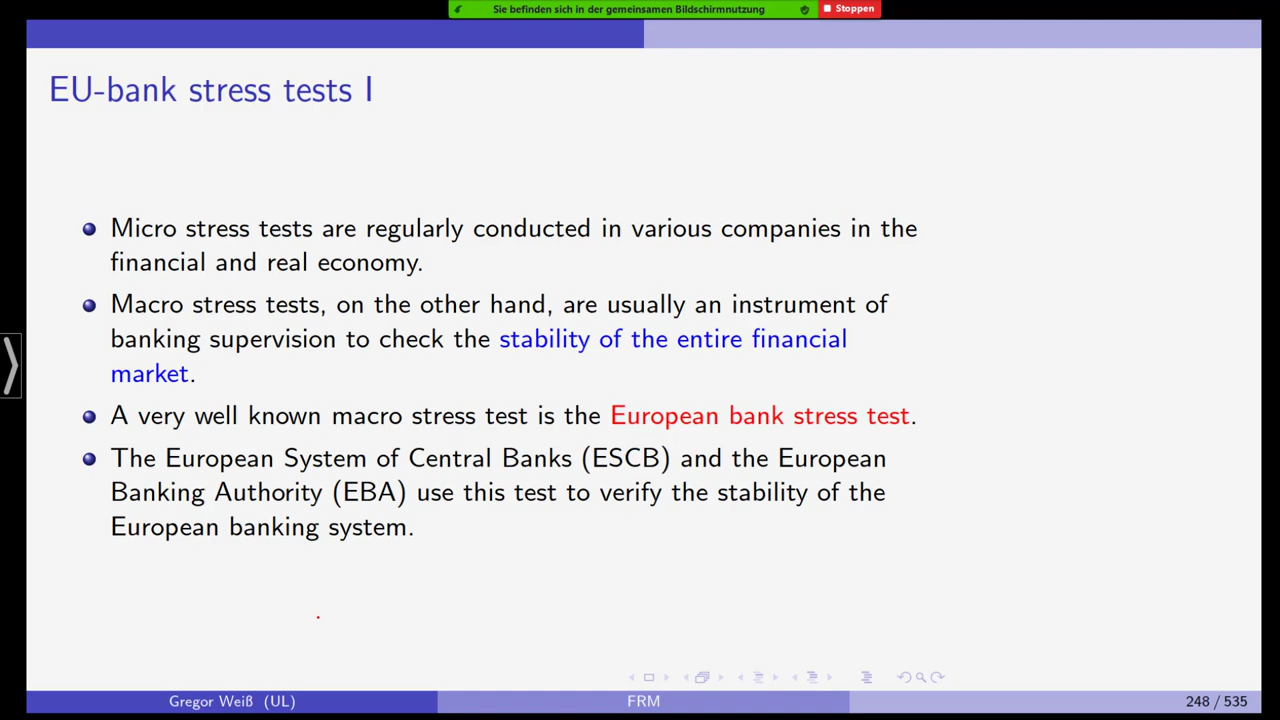 Sie befinden sich in der gemeinsamen Bildschirmnutzung
Stoppen
EU-bank stress tests I
Micro stress tests are regularly conducted in various companies in the
financial and real economy.
Macro stress tests, on the other hand, are usually an instrument of
banking supervision to check the stability of the entire financial
market.
A very well known macro stress test is the European bank stress test.
The European System of Central Banks (ESCB) and the European
Banking Authority (EBA) use this test to verify the stability of the
European banking system.
Gregor Weiß (UL)
FRM
248 / 535